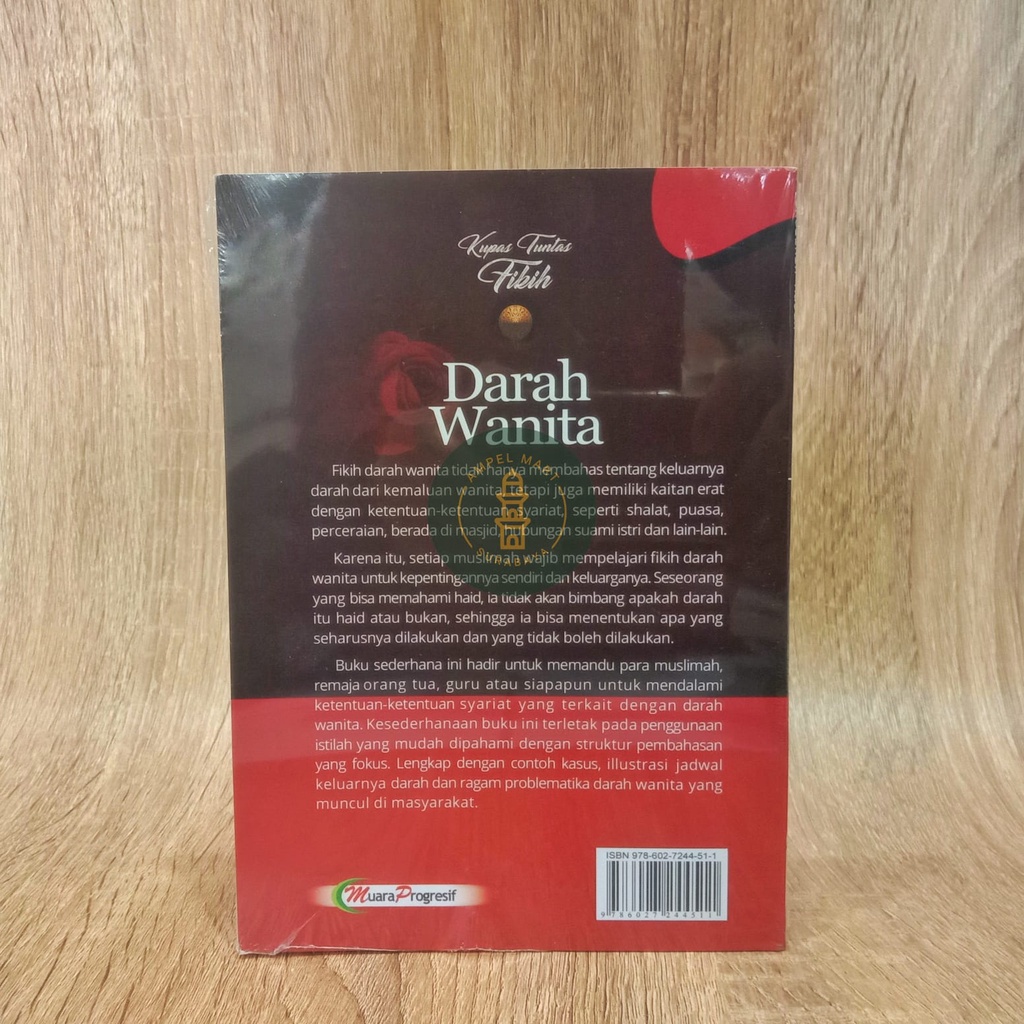 Kupas Tuntas
Fikih
Darah
Wanita
Fikih darah wanita tidak hanya membahas tentang keluarnya
darah dari kemaluan wanita, tetapi juga memiliki kaitan erat
dengan ketentuan-ketentuan syariat, seperti shalat, puasa,
perceraian, berada di masjid, hubungan suami istri dan lain-lain.
AMPEL MART
SURABAYA
Karena itu, setiap muslimah wajib mempelajari fikih darah
wanita untuk kepentingannya sendiri dan keluarganya. Seseorang
yang bisa memahami haid, ia tidak akan bimbang apakah darah
itu haid atau bukan, sehingga ia bisa menentukan apa yang
seharusnya dilakukan dan yang tidak boleh dilakukan.
Buku sederhana ini hadir untuk memandu para muslimah,
remaja orang tua, guru atau siapapun untuk mendalami
ketentuan-ketentuan syariat yang terkait dengan darah
wanita. Kesederhanaan buku ini terletak pada penggunaan
istilah yang mudah dipahami dengan struktur pembahasan
yang fokus. Lengkap dengan contoh kasus, illustrasi jadwal
keluarnya darah dan ragam problematika darah wanita yang
muncul di masyarakat.
ISBN 978-602-7244-51-1
9 786027 244511
MuaraProgresif